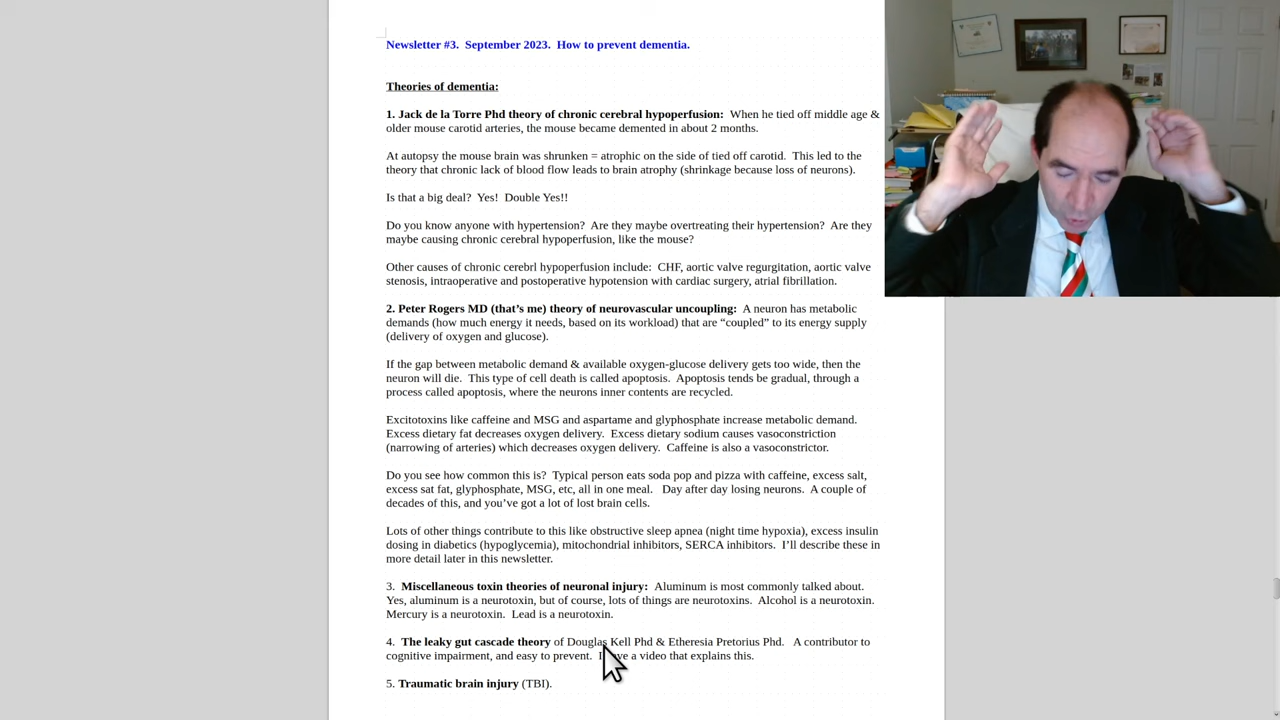 Newsletter #3.  September 2023.  How to prevent dementia.
Theories of dementia:
1. Jack de la Torre Phd theory of chronic cerebral hypoperfusion:  When he tied off middle age &
older mouse carotid arteries, the mouse became demented in about 2 months.
At autopsy the mouse brain was shrunken = atrophic on the side of tied off carotid.  This led to the
theory that chronic lack of blood flow leads to brain atrophy (shrinkage because loss of neurons).
Is that a big deal?  Yes!  Double Yes!!
Do you know anyone with hypertension?  Are they maybe overtreating their hypertension?  Are they
maybe causing chronic cerebral hypoperfusion, like the mouse?
Other causes of chronic cerebrl hypoperfusion include:  CHF, aortic valve regurgitation, aortic valve
stenosis, intraoperative and postoperative hypotension with cardiac surgery, atrial fibrillation.
2. Peter Rogers MD (that's me) theory of neurovascular uncoupling:  A neuron has metabolic
demands (how much energy it needs, based on its workload) that are “coupled” to its energy supply
(delivery of oxygen and glucose).
If the gap between metabolic demand & available oxygen-glucose delivery gets too wide, then the
neuron will die.  This type of cell death is called apoptosis.  Apoptosis tends be gradual, through a
process called apoptosis, where the neurons inner contents are recycled.
Excitotoxins like caffeine and MSG and aspartame and glyphosphate increase metabolic demand.
Excess dietary fat decreases oxygen delivery.  Excess dietary sodium causes vasoconstriction
(narrowing of arteries) which decreases oxygen delivery.  Caffeine is also a vasoconstrictor.
Do you see how common this is?  Typical person eats soda pop and pizza with caffeine, excess salt,
excess sat fat, glyphosphate, MSG, etc, all in one meal.   Day after day losing neurons.  A couple of
decades of this, and you've got a lot of lost brain cells.
Lots of other things contribute to this like obstructive sleep apnea (night time hypoxia), excess insulin
dosing in diabetics (hypoglycemia), mitochondrial inhibitors, SERCA inhibitors.  I'll describe these in
more detail later in this newsletter.
3.  Miscellaneous toxin theories of neuronal injury:  Aluminum is most commonly talked about.
Yes, aluminum is a neurotoxin, but of course, lots of things are neurotoxins.  Alcohol is a neurotoxin.
Mercury is a neurotoxin.  Lead is a neurotoxin.
4.  The leaky gut cascade theory of Douglas Kell Phd & Etheresia Pretorius Phd.   A contributor to
cognitive impairment, and easy to prevent.  I a video that explains this.
5. Traumatic brain injury (TBI).